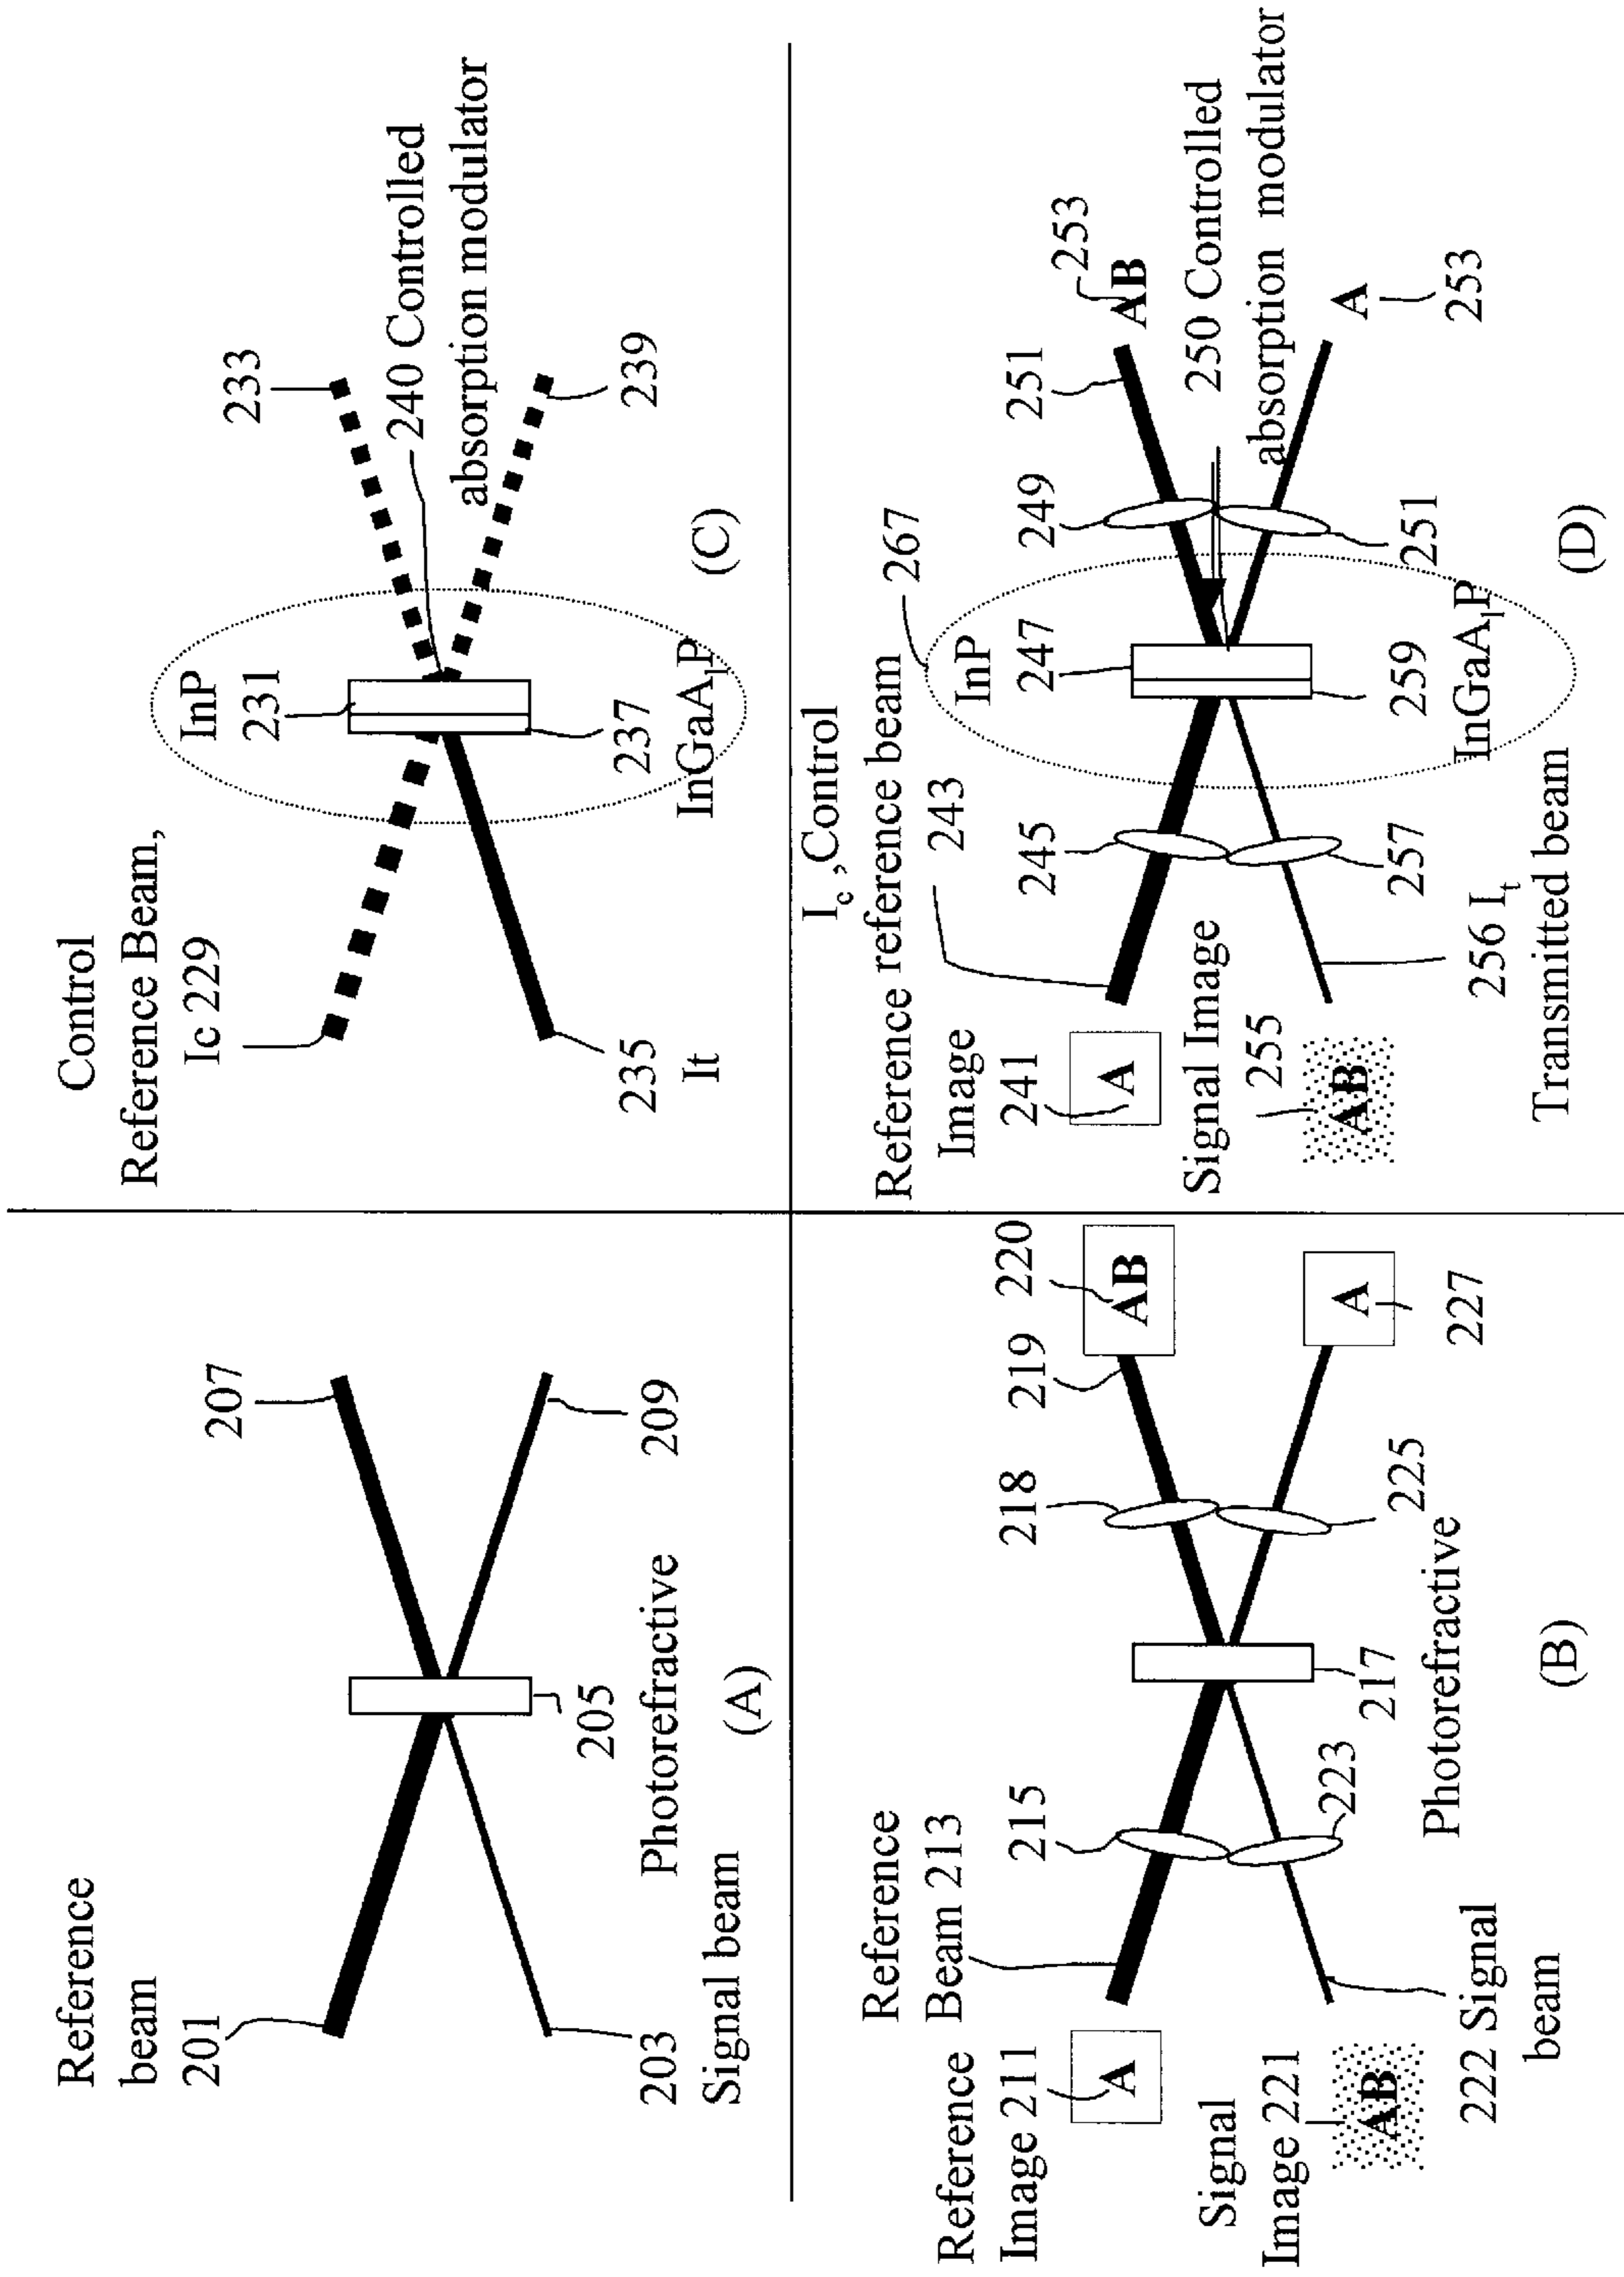 Reference
beam
201
207
205
209
203
Photorefractive
Signal beam
(A)
Control
Reference Beam,
Ic 229
InP
231
233
240 Controlled
absorption modulator
235
It
237
InGaAlP
239
(C)
Reference
Beam 213
Reference
Image 211
A
215
218
219
220
AB
Signal
Image 221
AB
223
217
225
A
227
Photorefractive
222 Signal
beam
(B)
Ic ,Control
Reference reference beam
Image
241
A
243
245
267
InP
247
249
251
253
AB
250 Controlled
absorption modulator
Signal Image
255
AB
257
259
251
A
253
InGaAlP
256 It
Transmitted beam
(D)